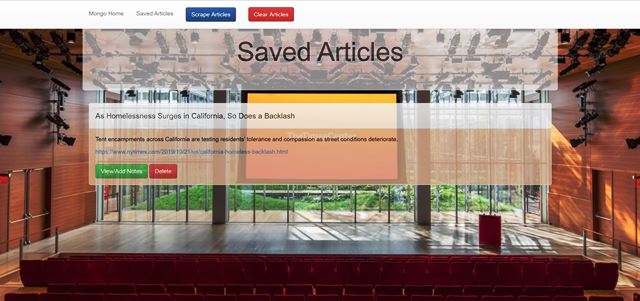 Mongo Home Saved Articles Scrape Articles Clear Articles
Saved Articles
As Homelessness Surges in California, So Does a Backlash
Tent encampments across California are testing residents' tolerance and compassion as street conditions deteriorate.
https://www.nytimes.com/2019/10/21/us/california-homeless-backlash.html
View/Add Notes Delete